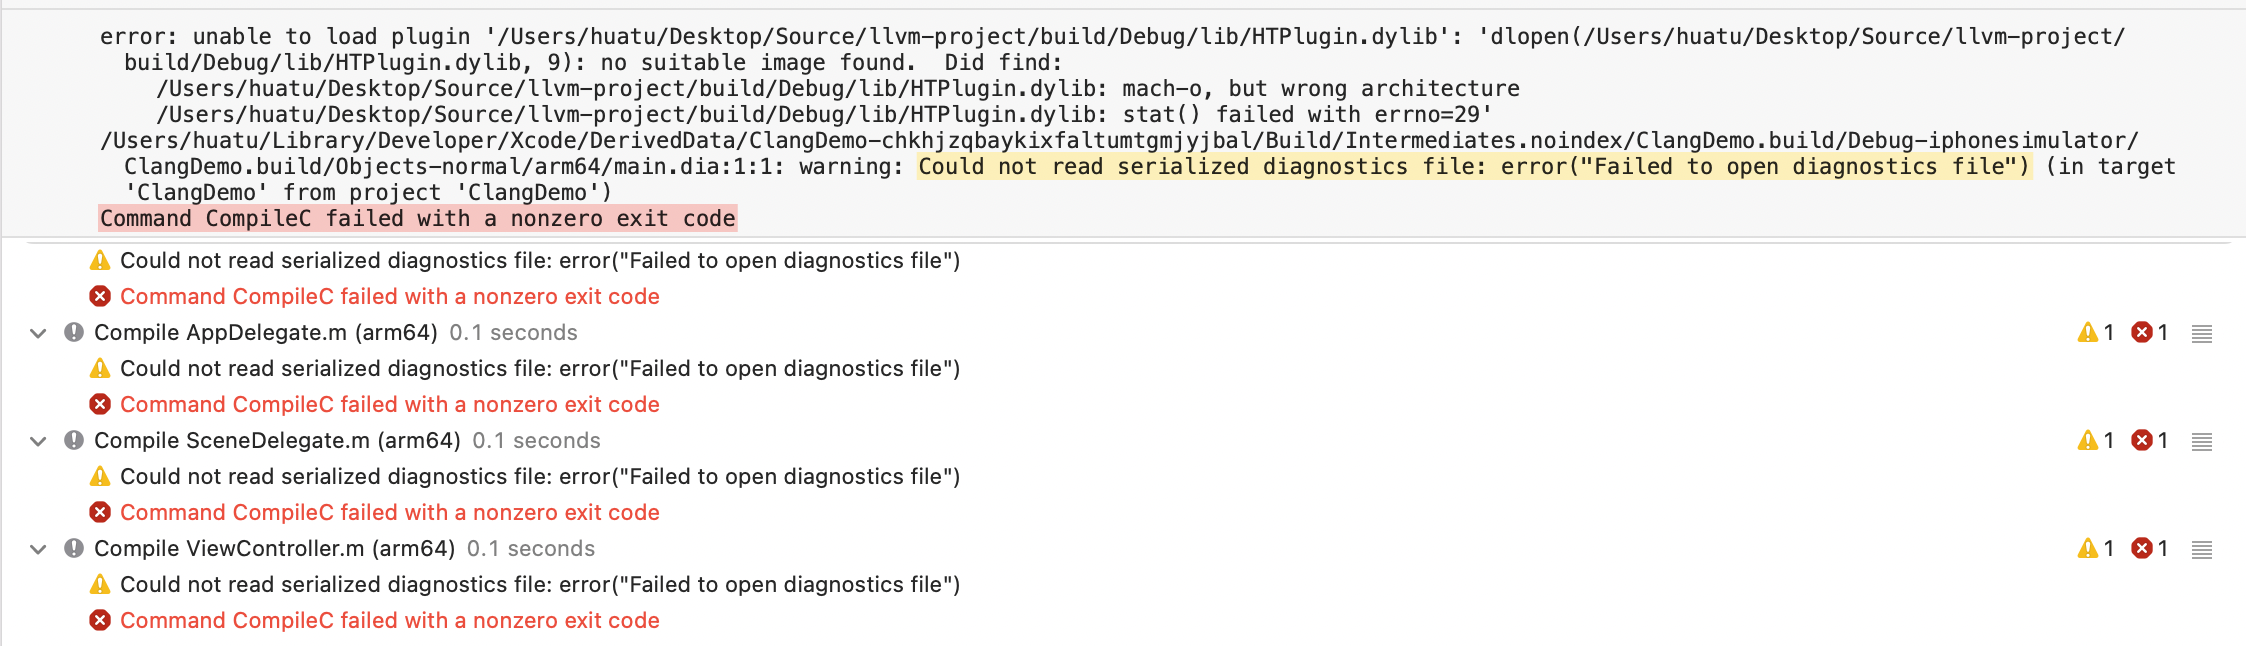 error: unable to load plugin '/Users/huatu/Desktop/Source/llvm-project/build/Debug/lib/HTPlugin.dylib': 'dlopen(/Users/huatu/Desktop/Source/llvm-project/
build/Debug/lib/HTPlugin.dylib, 9): no suitable image found.  Did find:
/Users/huatu/Desktop/Source/llvm-project/build/Debug/lib/HTPlugin.dylib: mach-o, but wrong architecture
/Users/huatu/Desktop/Source/llvm-project/build/Debug/lib/HTPlugin.dylib: stat() failed with errno=29'
/Users/huatu/Library/Developer/Xcode/DerivedData/ClangDemo-chkhjzqbaykixfaltumtgmjyjbal/Build/Intermediates.noindex/ClangDemo.build/Debug-iphonesimulator/
ClangDemo.build/Objects-normal/arm64/main.dia:1:1: warning: Could not read serialized diagnostics file: error("Failed to open diagnostics file") (in target
'ClangDemo' from project 'ClangDemo')
Command CompileC failed with a nonzero exit code
Could not read serialized diagnostics file: error("Failed to open diagnostics file")
Command CompileC failed with a nonzero exit code
Compile AppDelegate.m (arm64) 0.1 seconds 1 1
Could not read serialized diagnostics file: error("Failed to open diagnostics file")
Command CompileC failed with a nonzero exit code
Compile SceneDelegate.m (arm64) 0.1 seconds 1 1
Could not read serialized diagnostics file: error("Failed to open diagnostics file")
Command CompileC failed with a nonzero exit code
Compile ViewController.m (arm64) 0.1 seconds 1 1
Could not read serialized diagnostics file: error("Failed to open diagnostics file")
Command CompileC failed with a nonzero exit code